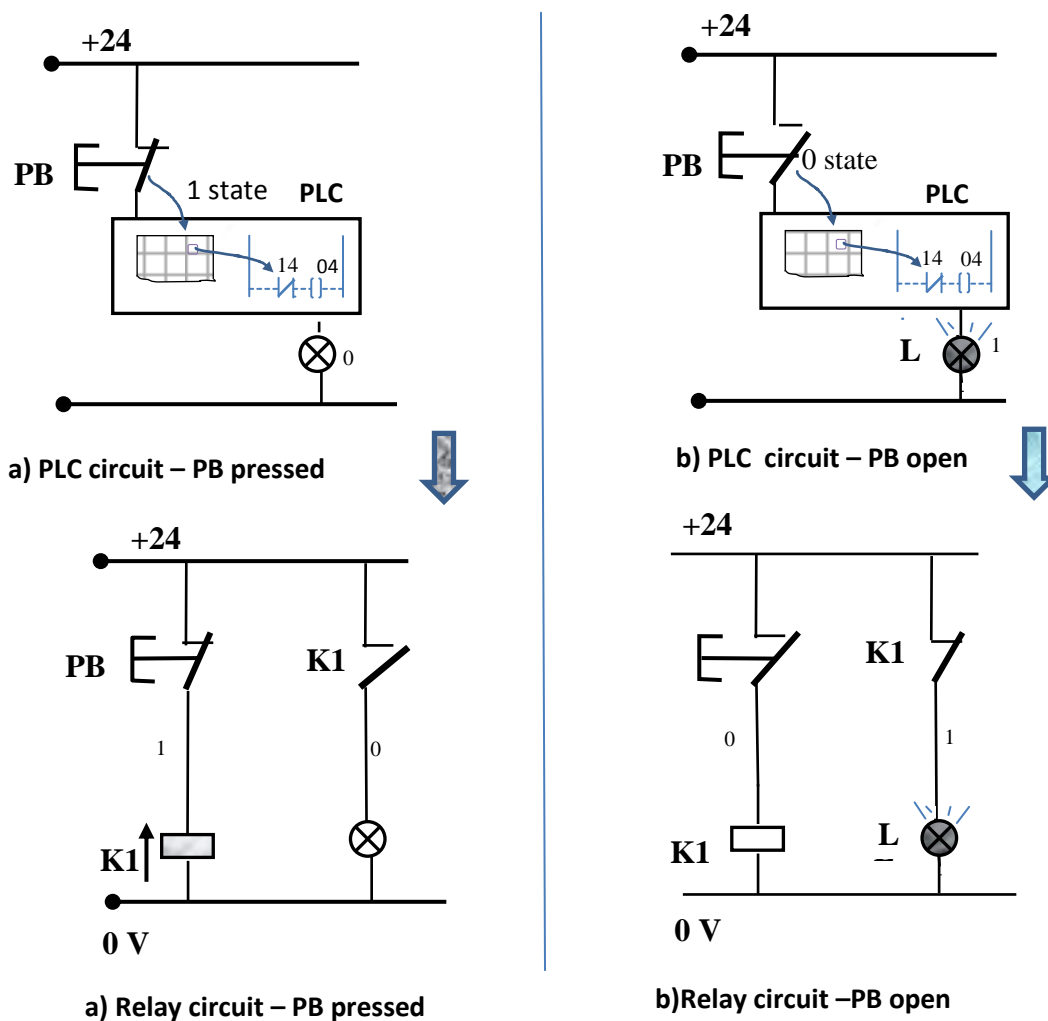 +24
PB
1 state
PLC
14 04
0
a) PLC circuit – PB pressed
+24
PB
K1
1
0
K1
0 V
a) Relay circuit – PB pressed
+24
PB
0 state
PLC
14 04
L
1
b) PLC circuit – PB open
+24
K1
0
1
K1
L
0 V
b)Relay circuit –PB open